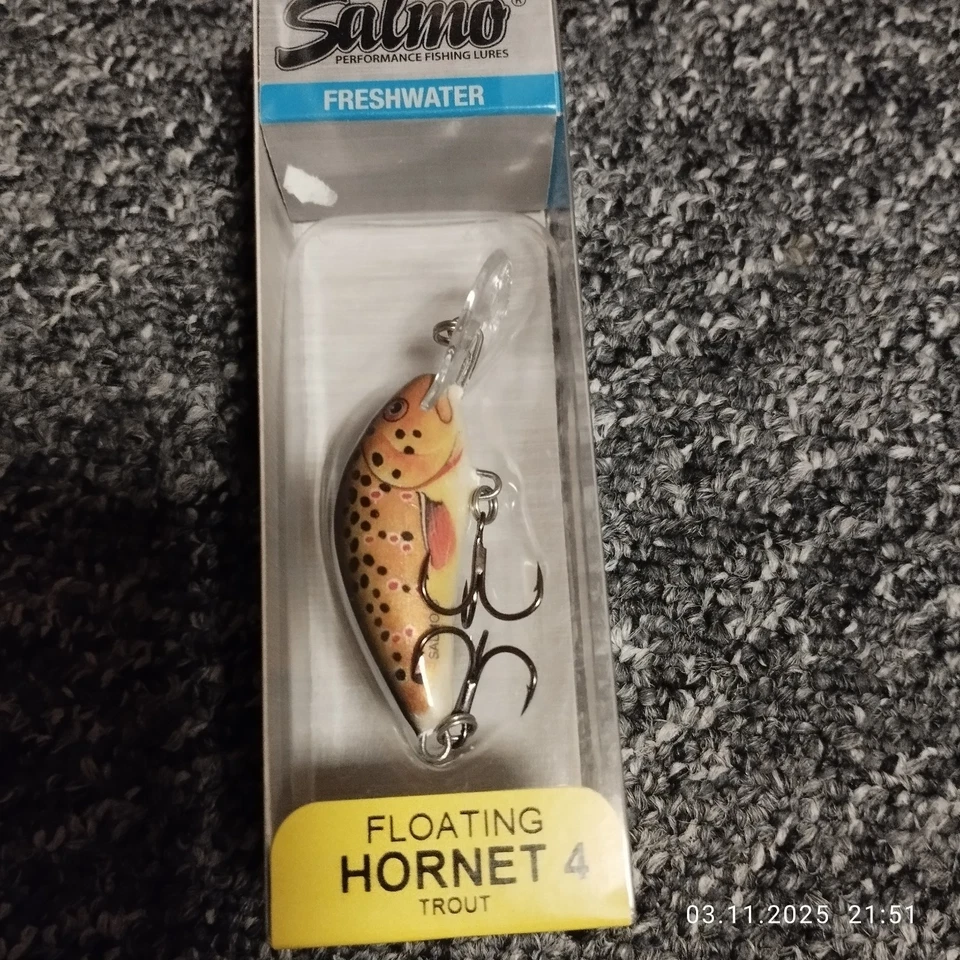 Salmo®
PERFORMANCE FISHING LURES
FRESHWATER
SALMO
FLOATING
HORNET 4
TROUT
03.11.2025 21:51